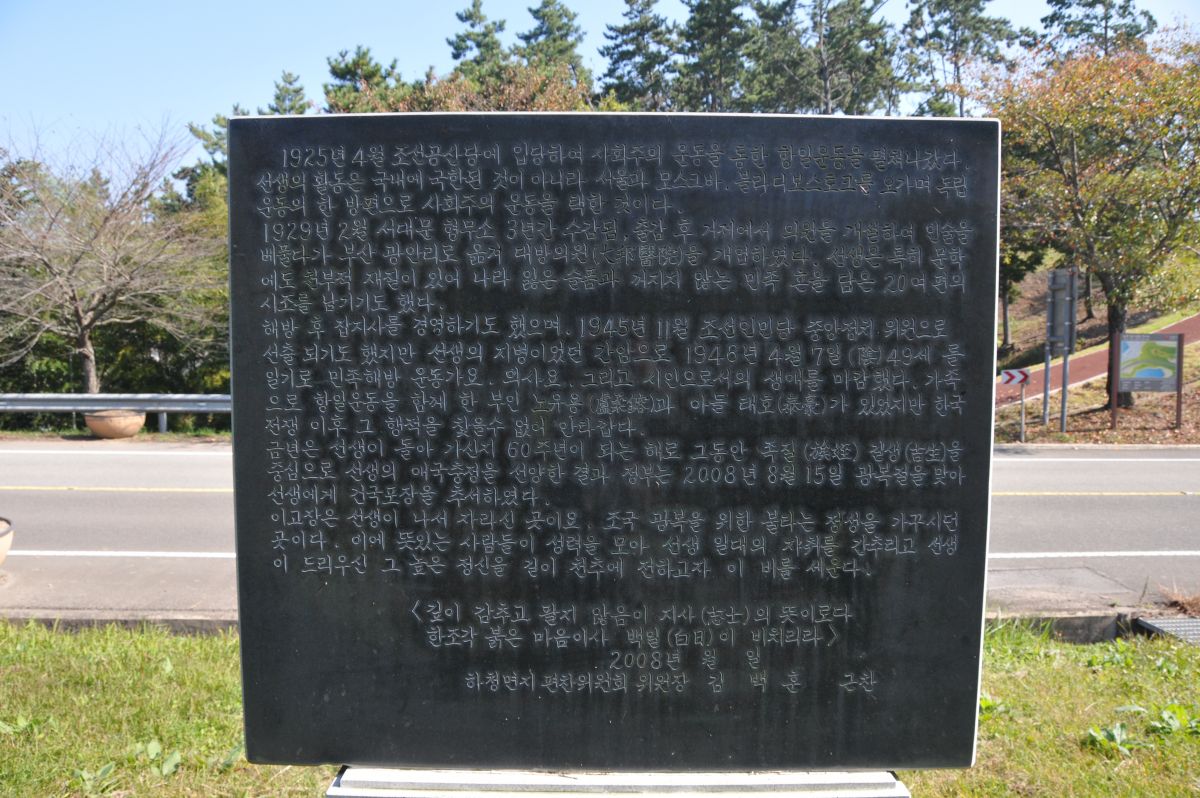 1925년 4월 조선공산당에 입당하여 사회주의 운동을 통한 항일운동을 펼쳐나갔다.
선생의 활동은 국내에 국한된 것이 아니라 서울과 모스크바, 블라디보스토크를 오가며 독립
운동의 한 방편으로 사회주의 운동을 택한 것이다.
1929년 2월 서대문 형무소 3년간 수감됨. 출감 후 거제에서 의원을 개설하여 인술을
베풀다가 부산 광안리로 옮겨 대방의원을 개업하였다. 선생은 특히 문학
에도 천부적 재질이 있어 나라 잃은 슬픔과 꺼지지 않는 민족 혼을 담은 20여편의
시조를 남기기도 했다.
해방 후 잡지사를 경영하기도 했으며, 1945년 11월 조선인민당 중앙정치 위원으로
선출 되기도 했지만 선생의 지병이었던 간암으로 1948년 4월 7일 (陰) 49세 를
일기로 민족해방 운동가요, 의사요, 그리고 시인으로서의 생애를 마감했다. 가족
으로 항일운동을 함께 한 부인 노유용과 아들 태호가 있었지만 한국
전쟁 이후 그 행적을 찾을수 없어 안타깝다.
금년은 선생이 돌아 가신지 60주년이 되는 해로 그동안 족질(族姪) 길생(吉生)을
중심으로 선생의 애국충정을 선양한 결과 정부는 2008년 8월 15일 광복절을맞아
선생에게 건국포장을 추서하였다.
이고장은 선생이 나서 자라신 곳이요, 조국 광복을 위한 불타는 정성을 가꾸시던
곳이다. 이에 뜻있는 사람들이 성력을 모아 선생 일대의 자취를 간추리고 선생
이 드리우신 그 높은 정신을 길이 천추에 전하고자 이 비를 세운다.
〈깊이 감추고 팔지 않음이 지사(志士)의 뜻이로다
한조각 붉은 마음이사 백일(白日)이 비치리라〉
2008년 월 일
하청면지 편찬위원회 위원장 김 백 훈 근찬